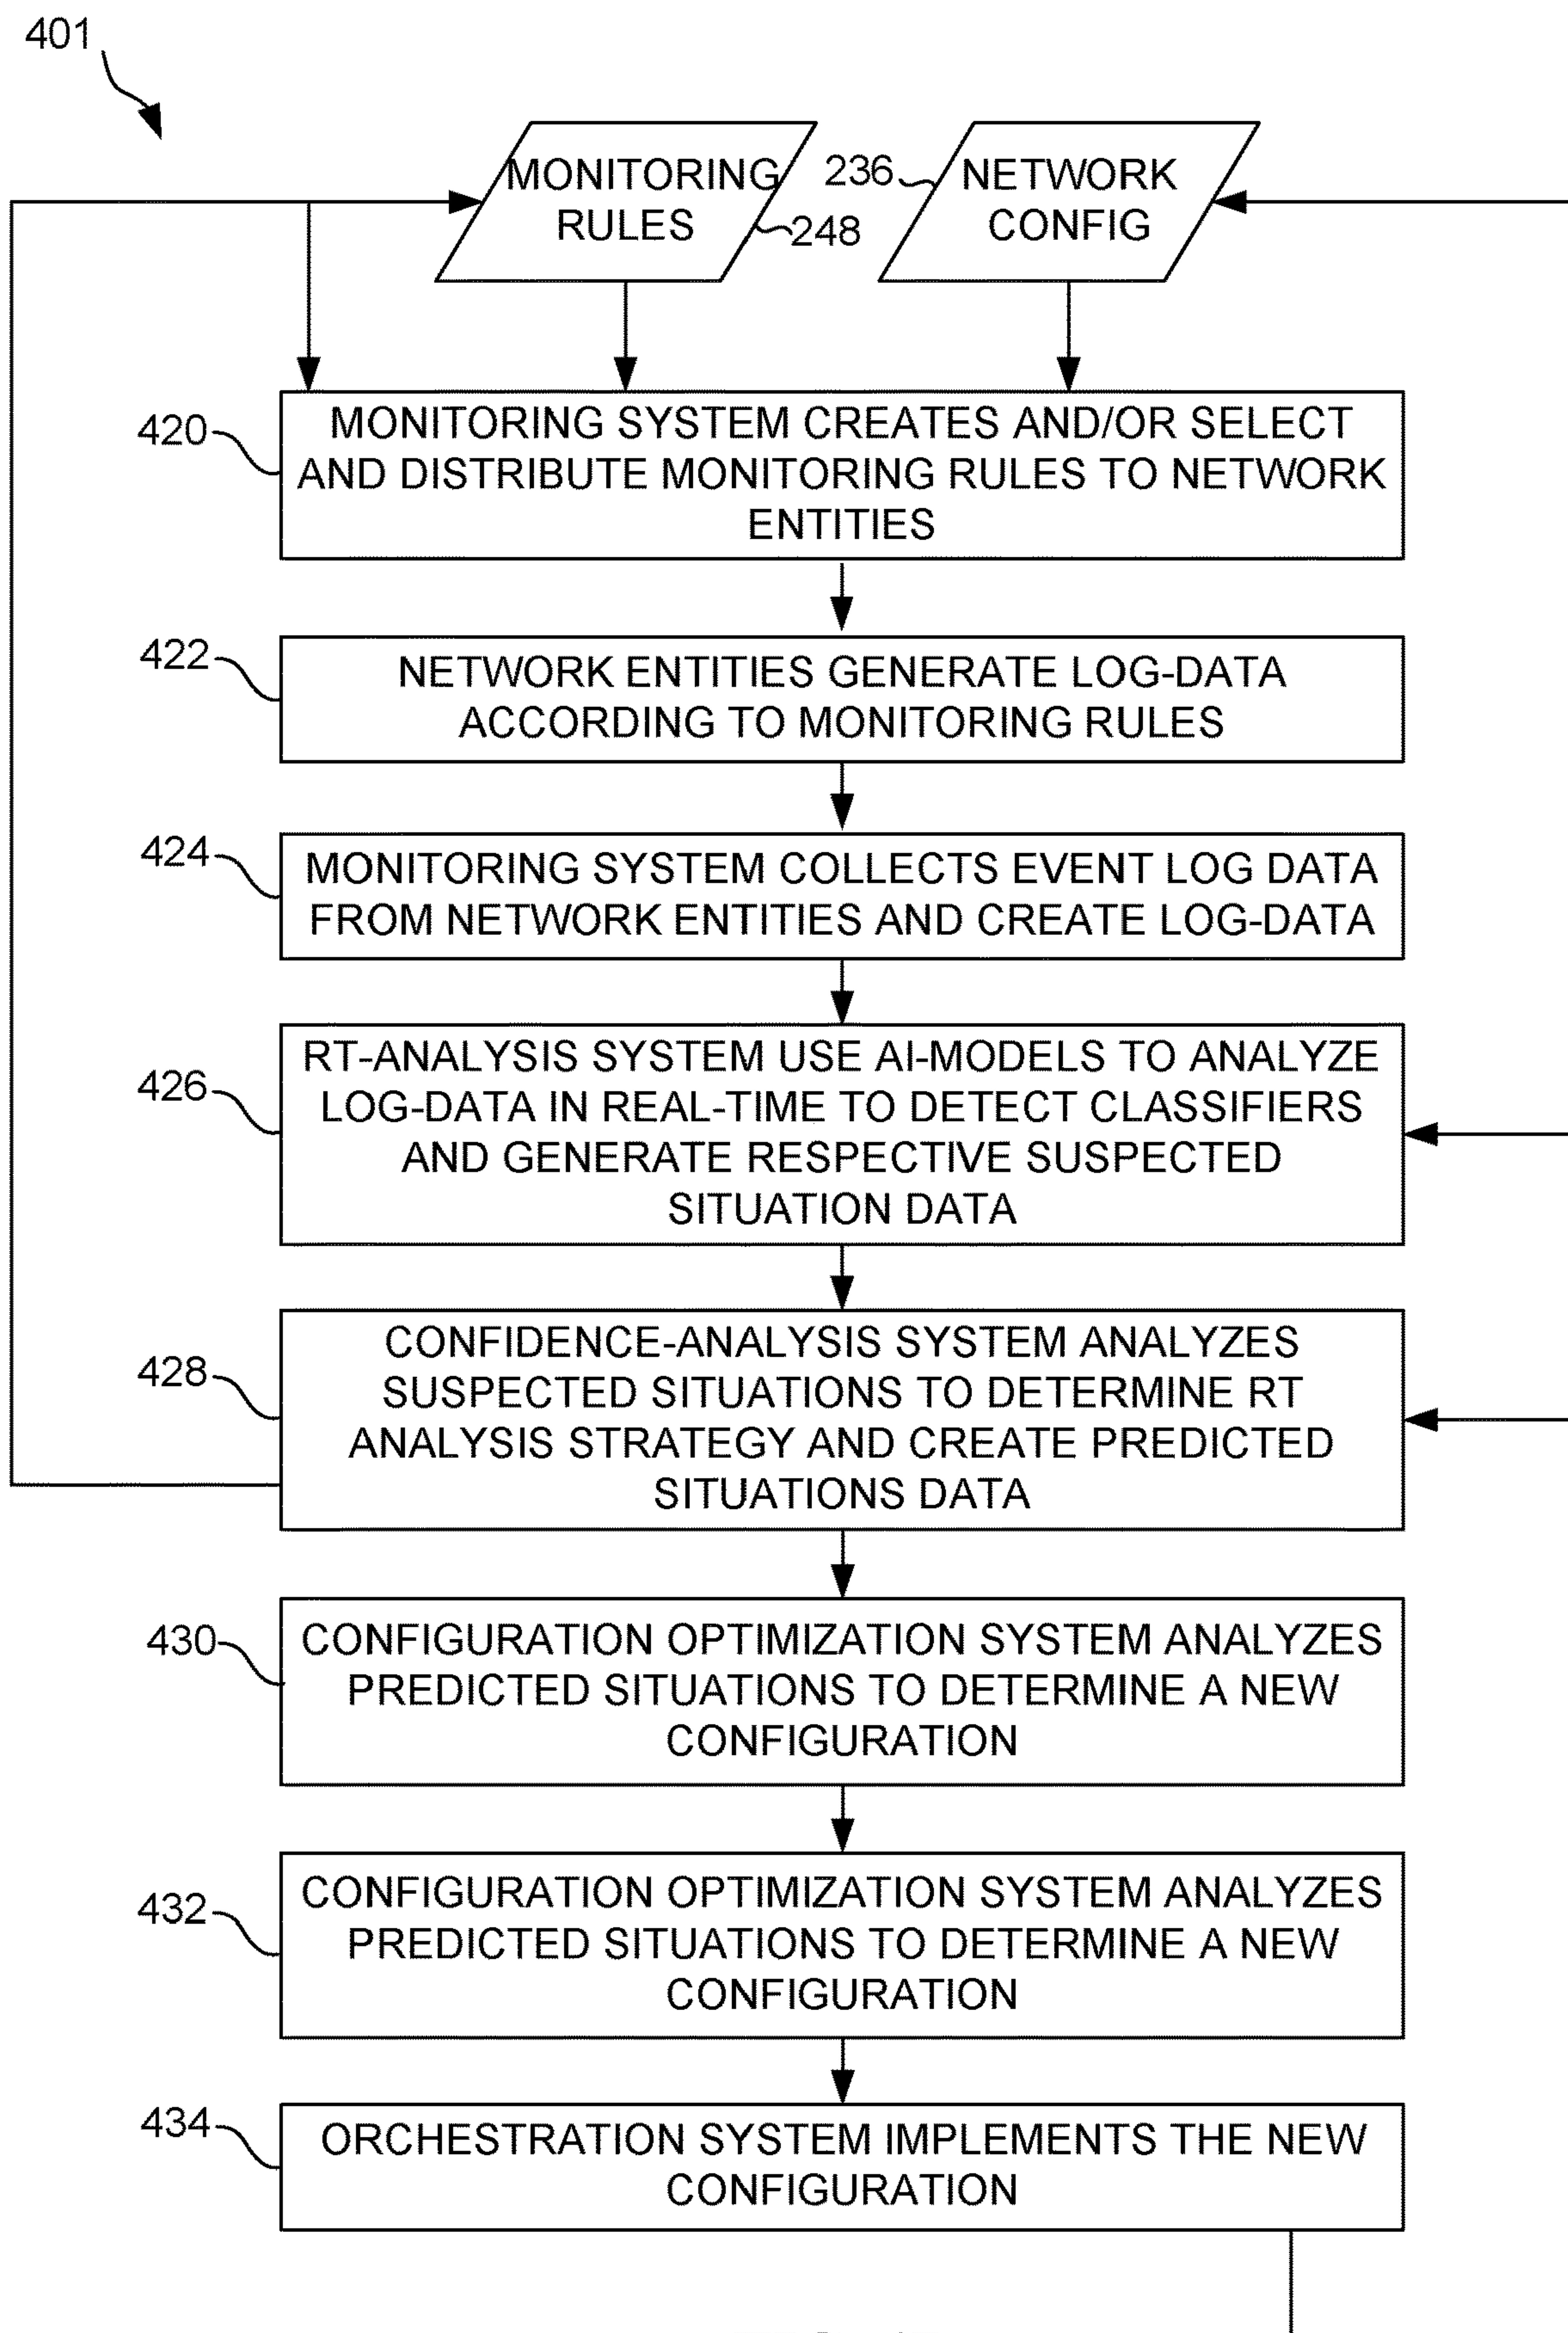 401
MONITORING
RULES
248
236
NETWORK
CONFIG
420
MONITORING SYSTEM CREATES AND/OR SELECT
AND DISTRIBUTE MONITORING RULES TO NETWORK
ENTITIES
422
NETWORK ENTITIES GENERATE LOG-DATA
ACCORDING TO MONITORING RULES
424
MONITORING SYSTEM COLLECTS EVENT LOG DATA
FROM NETWORK ENTITIES AND CREATE LOG-DATA
426
RT-ANALYSIS SYSTEM USE AI-MODELS TO ANALYZE
LOG-DATA IN REAL-TIME TO DETECT CLASSIFIERS
AND GENERATE RESPECTIVE SUSPECTED
SITUATION DATA
428
CONFIDENCE-ANALYSIS SYSTEM ANALYZES
SUSPECTED SITUATIONS TO DETERMINE RT
ANALYSIS STRATEGY AND CREATE PREDICTED
SITUATIONS DATA
430
CONFIGURATION OPTIMIZATION SYSTEM ANALYZES
PREDICTED SITUATIONS TO DETERMINE A NEW
CONFIGURATION
432
CONFIGURATION OPTIMIZATION SYSTEM ANALYZES
PREDICTED SITUATIONS TO DETERMINE A NEW
CONFIGURATION
434
ORCHESTRATION SYSTEM IMPLEMENTS THE NEW
CONFIGURATION